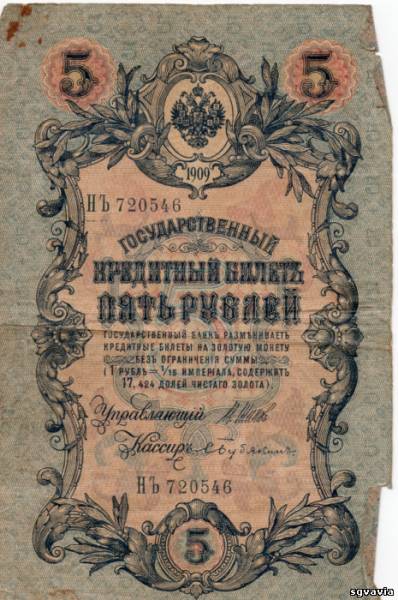 5 5
1909
НЪ 720546
ГОСУДАРСТВЕННЫЙ
КРЕДИТНЫЙ БИЛЕТЪ
ПЯТЬ РУБЛЕЙ
ГОСУДАРСТВЕННЫЙ БАНКЪ РАЗМѢНИВАЕТЪ
КРЕДИТНЫЕ БИЛЕТЫ НА ЗОЛОТУЮ МОНЕТУ
БЕЗЪ ОГРАНИЧЕНІЯ СУММЫ
(1 РУБЛЬ = 1/15 ИМПЕРІАЛА, СОДЕРЖИТЪ
17,424 ДОЛЕЙ ЧИСТАГО ЗОЛОТА).
Управляющій
Кассиръ
НЪ 720546
5
sgvavia